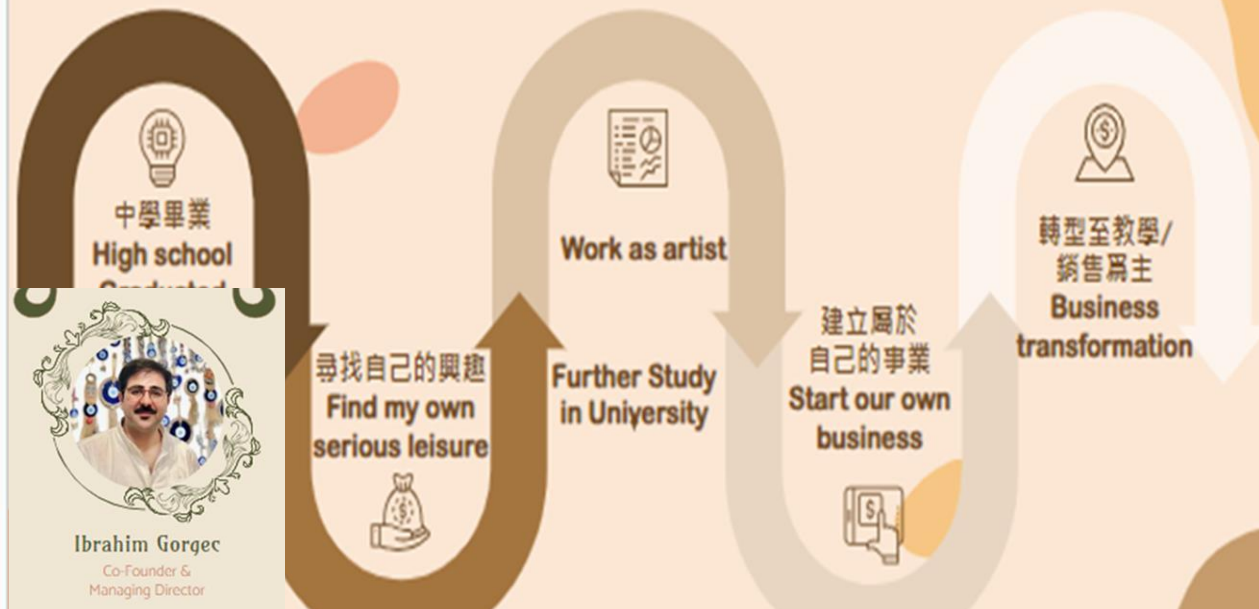 中學畢業
High school
Graduated
尋找自己的興趣
Find my own
serious leisure
Work as artist
Further Study
in University
建立屬於
自己的事業
Start our own
business
轉型至教學/
銷售爲主
Business
transformation
Ibrahim Gorgec
Co-Founder &
Managing Director